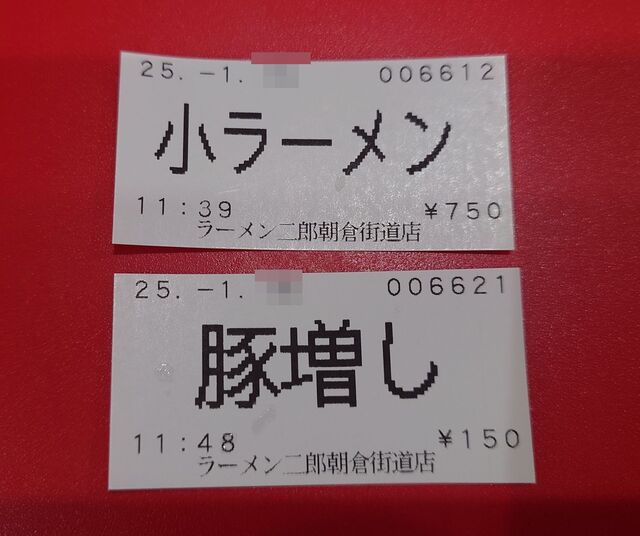 25.-1.
006612
小ラーメン
11:39
¥750
ラーメン二郎朝倉街道店
25.-1.
006621
豚増し
11:48
¥150
ラーメン二郎朝倉街道店